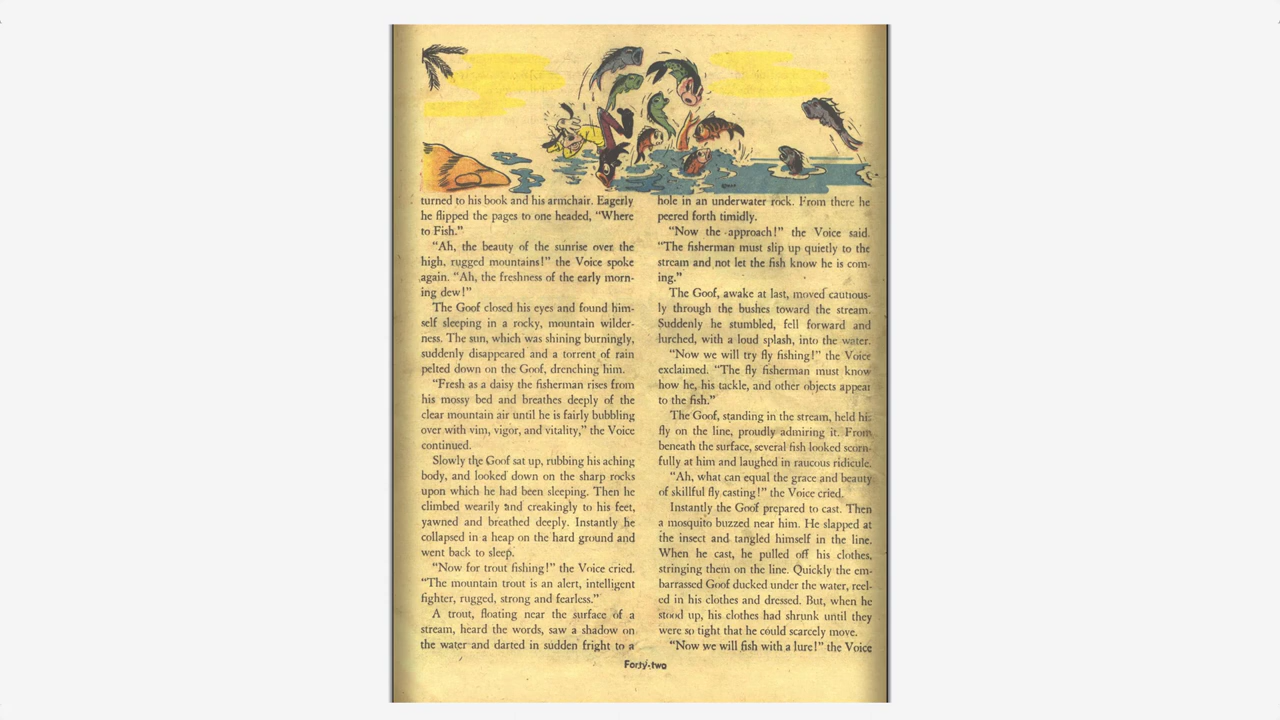 turned to his book and his armchair. Eagerly
he flipped the pages to one headed, “Where
to Fish.”
“Ah, the beauty of the sunrise over the
high, rugged mountains!” the Voice spoke
again. “Ah, the freshness of the early morn-
ing dew!”
The Goof closed his eyes and found him-
self sleeping in a rocky, mountain wilder-
ness. The sun, which was shining burningly,
suddenly disappeared and a torrent of rain
pelted down on the Goof, drenching him.
“Fresh as a daisy the fisherman rises from
his mossy bed and breathes deeply of the
clear mountain air until he is fairly bubbling
over with vim, vigor, and vitality,” the Voice
continued.
Slowly the Goof sat up, rubbing his aching
body, and looked down on the sharp rocks
upon which he had been sleeping. Then he
climbed wearily and creakingly to his feet,
yawned and breathed deeply. Instantly he
collapsed in a heap on the hard ground and
went back to sleep.
“Now for trout fishing!” the Voice cried.
“The mountain trout is an alert, intelligent
fighter, rugged, strong and fearless.”
A trout, floating near the surface of a
stream, heard the words, saw a shadow on
the water and darted in sudden fright to a
hole in an underwater rock. From there he
peered forth timidly.
“Now the approach!” the Voice said.
“The fisherman must slip up quietly to the
stream and not let the fish know he is com-
ing.”
The Goof, awake at last, moved cautious-
ly through the bushes toward the stream.
Suddenly he stumbled, fell forward and
lurched, with a loud splash, into the water.
“Now we will try fly fishing!” the Voice
exclaimed. “The fly fisherman must know
how he, his tackle, and other objects appear
to the fish.”
The Goof, standing in the stream, held his
fly on the line, proudly admiring it. From
beneath the surface, several fish looked scorn-
fully at him and laughed in raucous ridicule.
“Ah, what can equal the grace and beauty
of skillful fly casting!” the Voice cried.
Instantly the Goof prepared to cast. Then
a mosquito buzzed near him. He slapped at
the insect and tangled himself in the line.
When he cast, he pulled off his clothes,
stringing them on the line. Quickly the em-
barrassed Goof ducked under the water, reel-
ed in his clothes and dressed. But, when he
stood up, his clothes had shrunk until they
were so tight that he could scarcely move.
“Now we will fish with a lure!” the Voice
Forty-two